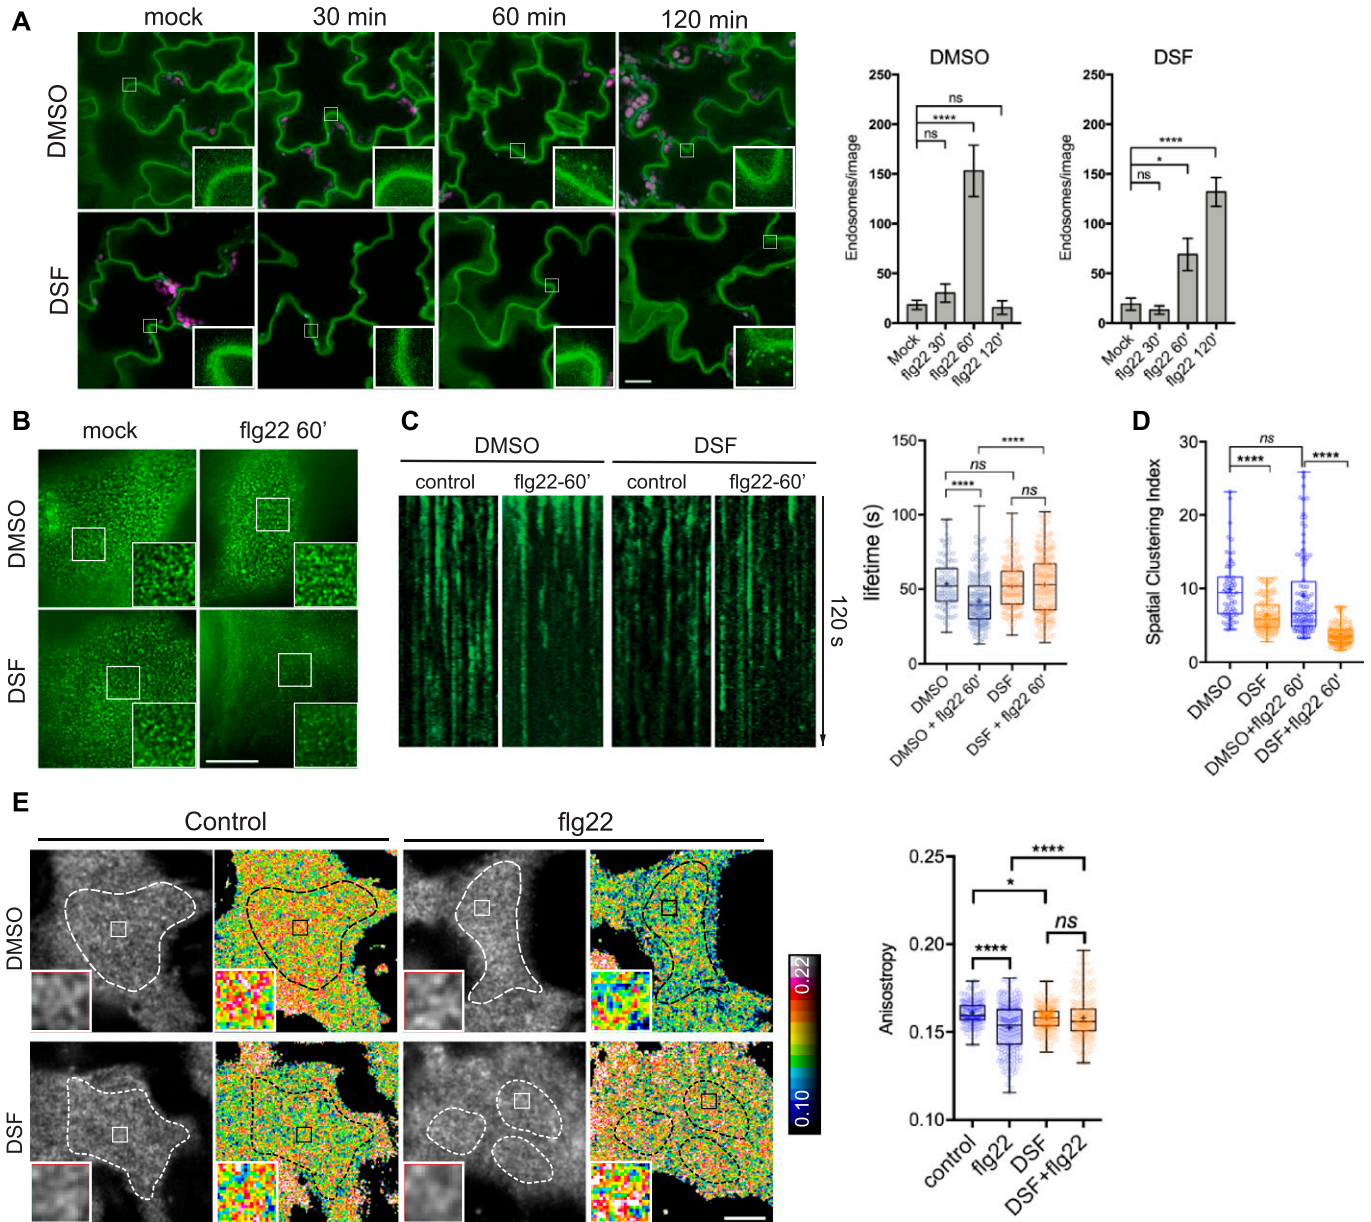 A
mock
30 min
60 min
120 min
DMSO
DSF
DMSO
250
200
150
100
50
0
Endosomes/image
ns
****
ns
Mock
flg22 30'
flg22 60'
flg22 120'
DSF
250
200
150
100
50
0
Endosomes/image
****
*
ns
Mock
flg22 30'
flg22 60'
flg22 120'
B
mock
flg22 60'
DMSO
DSF
C
DMSO
DSF
control
flg22-60'
control
flg22-60'
120 s
150
100
50
0
lifetime (s)
****
ns
****
ns
DMSO
DMSO + flg22 60'
DSF
DSF + flg22 60'
D
30
20
10
0
Spatial Clustering Index
ns
****
****
DMSO
DSF
DMSO+flg22 60'
DSF+flg22 60'
E
Control
flg22
DMSO
DSF
0.22
0.10
0.25
0.20
0.15
0.10
Anisotropy
****
*
****
ns
control
flg22
DSF
DSF+flg22